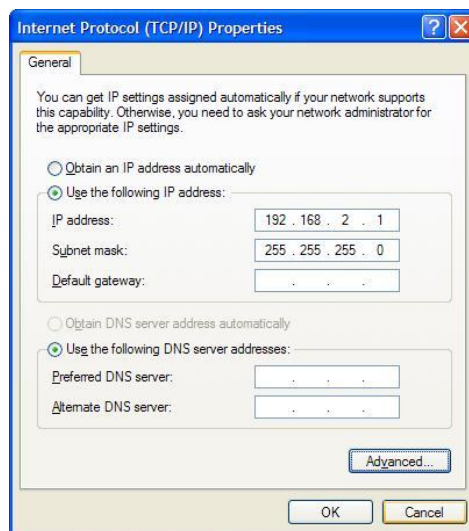 Internet Protocol (TCP/IP) Properties
General
You can get IP settings assigned automatically if your network supports
this capability. Otherwise, you need to ask your network administrator for
the appropriate IP settings.
Obtain an IP address automatically
Use the following IP address:
IP address: 192 . 168 . 2 . 1
Subnet mask: 255 . 255 . 255 . 0
Default gateway: . . .
Obtain DNS server address automatically
Use the following DNS server addresses:
Preferred DNS server: . . .
Alternate DNS server: . . .
Advanced...
OK Cancel